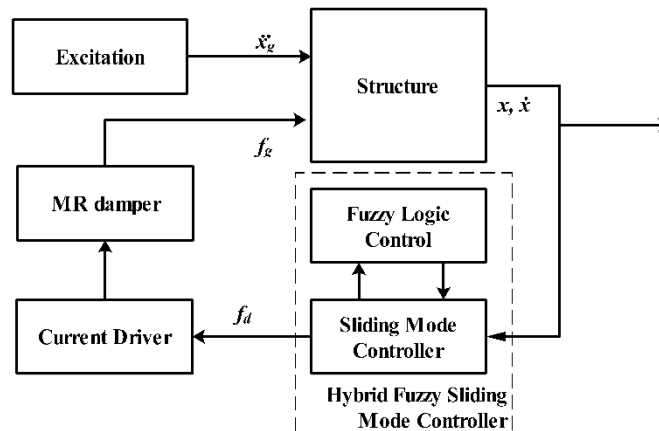 Excitation
ẍg
Structure
x, ẋ
fg
MR damper
Fuzzy Logic
Control
Current Driver
fd
Sliding Mode
Controller
Hybrid Fuzzy Sliding
Mode Controller